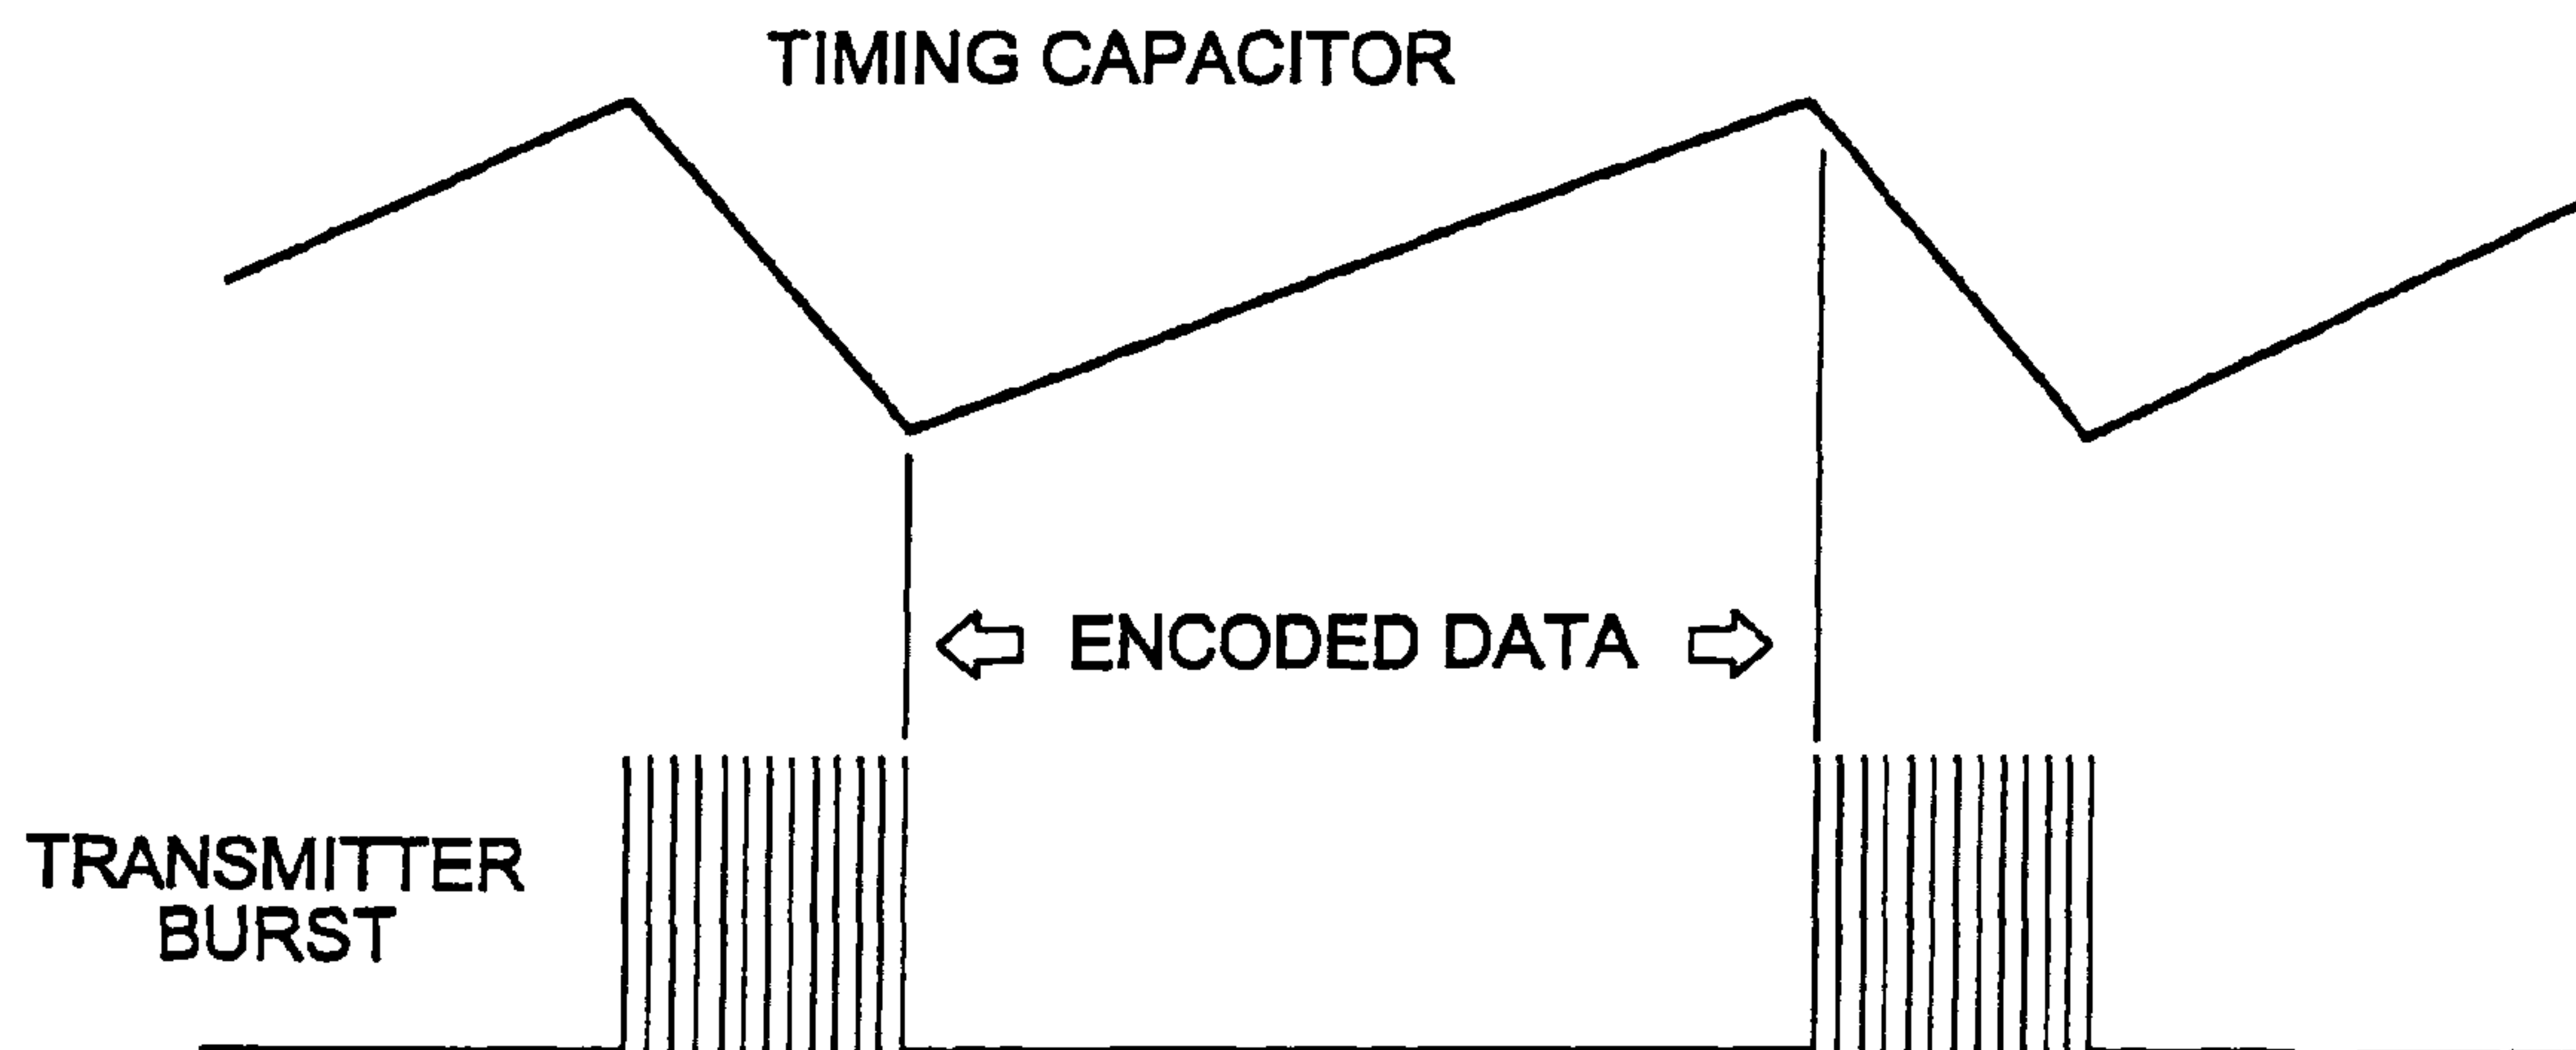 TIMING CAPACITOR
ENCODED DATA
TRANSMITTER
BURST